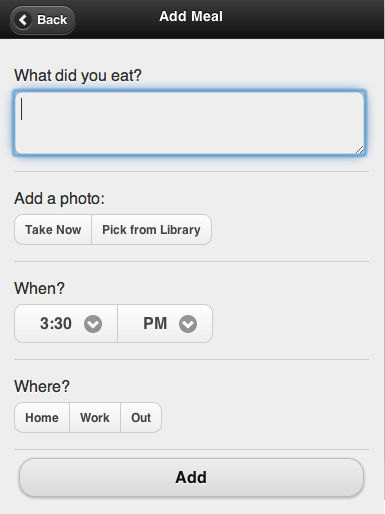 Back Add Meal
What did you eat?
Add a photo:
Take Now Pick from Library
When?
3:30 PM
Where?
Home Work Out
Add